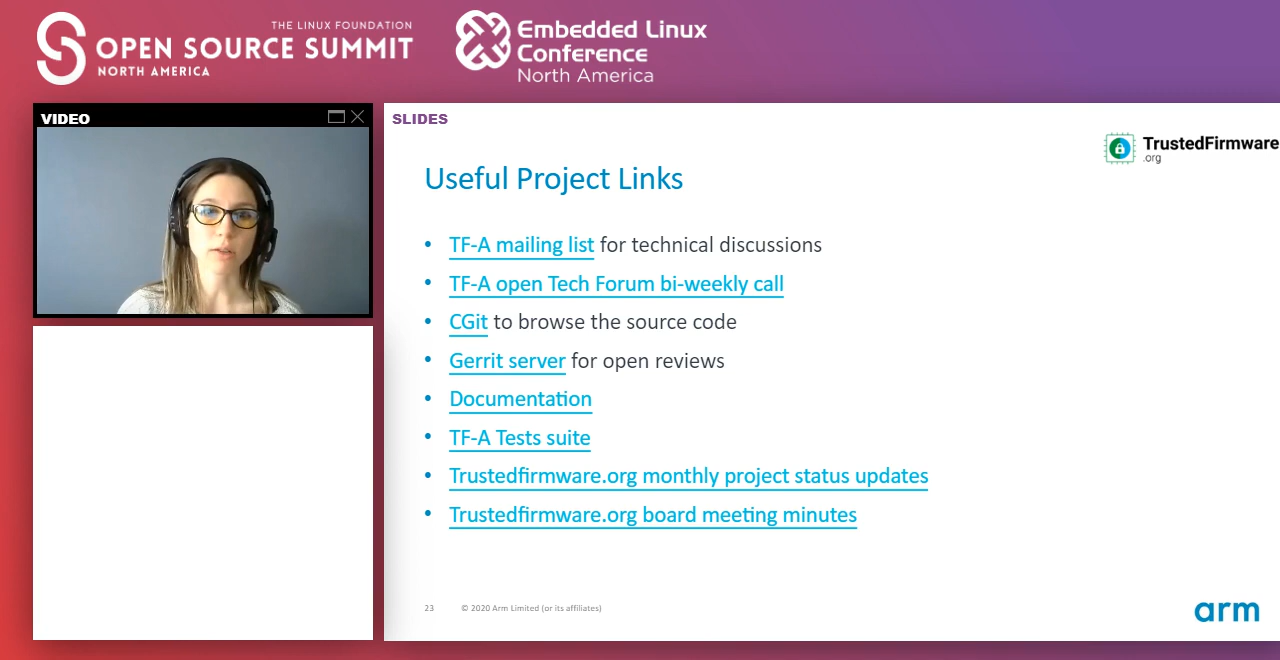 THE LINUX FOUNDATION
OPEN SOURCE SUMMIT
NORTH AMERICA
Embedded Linux
Conference
North America
VIDEO
SLIDES
TrustedFirmware
.org
Useful Project Links
• TF-A mailing list for technical discussions
• TF-A open Tech Forum bi-weekly call
• CGit to browse the source code
• Gerrit server for open reviews
• Documentation
• TF-A Tests suite
• Trustedfirmware.org monthly project status updates
• Trustedfirmware.org board meeting minutes
23 © 2020 Arm Limited (or its affiliates)
arm